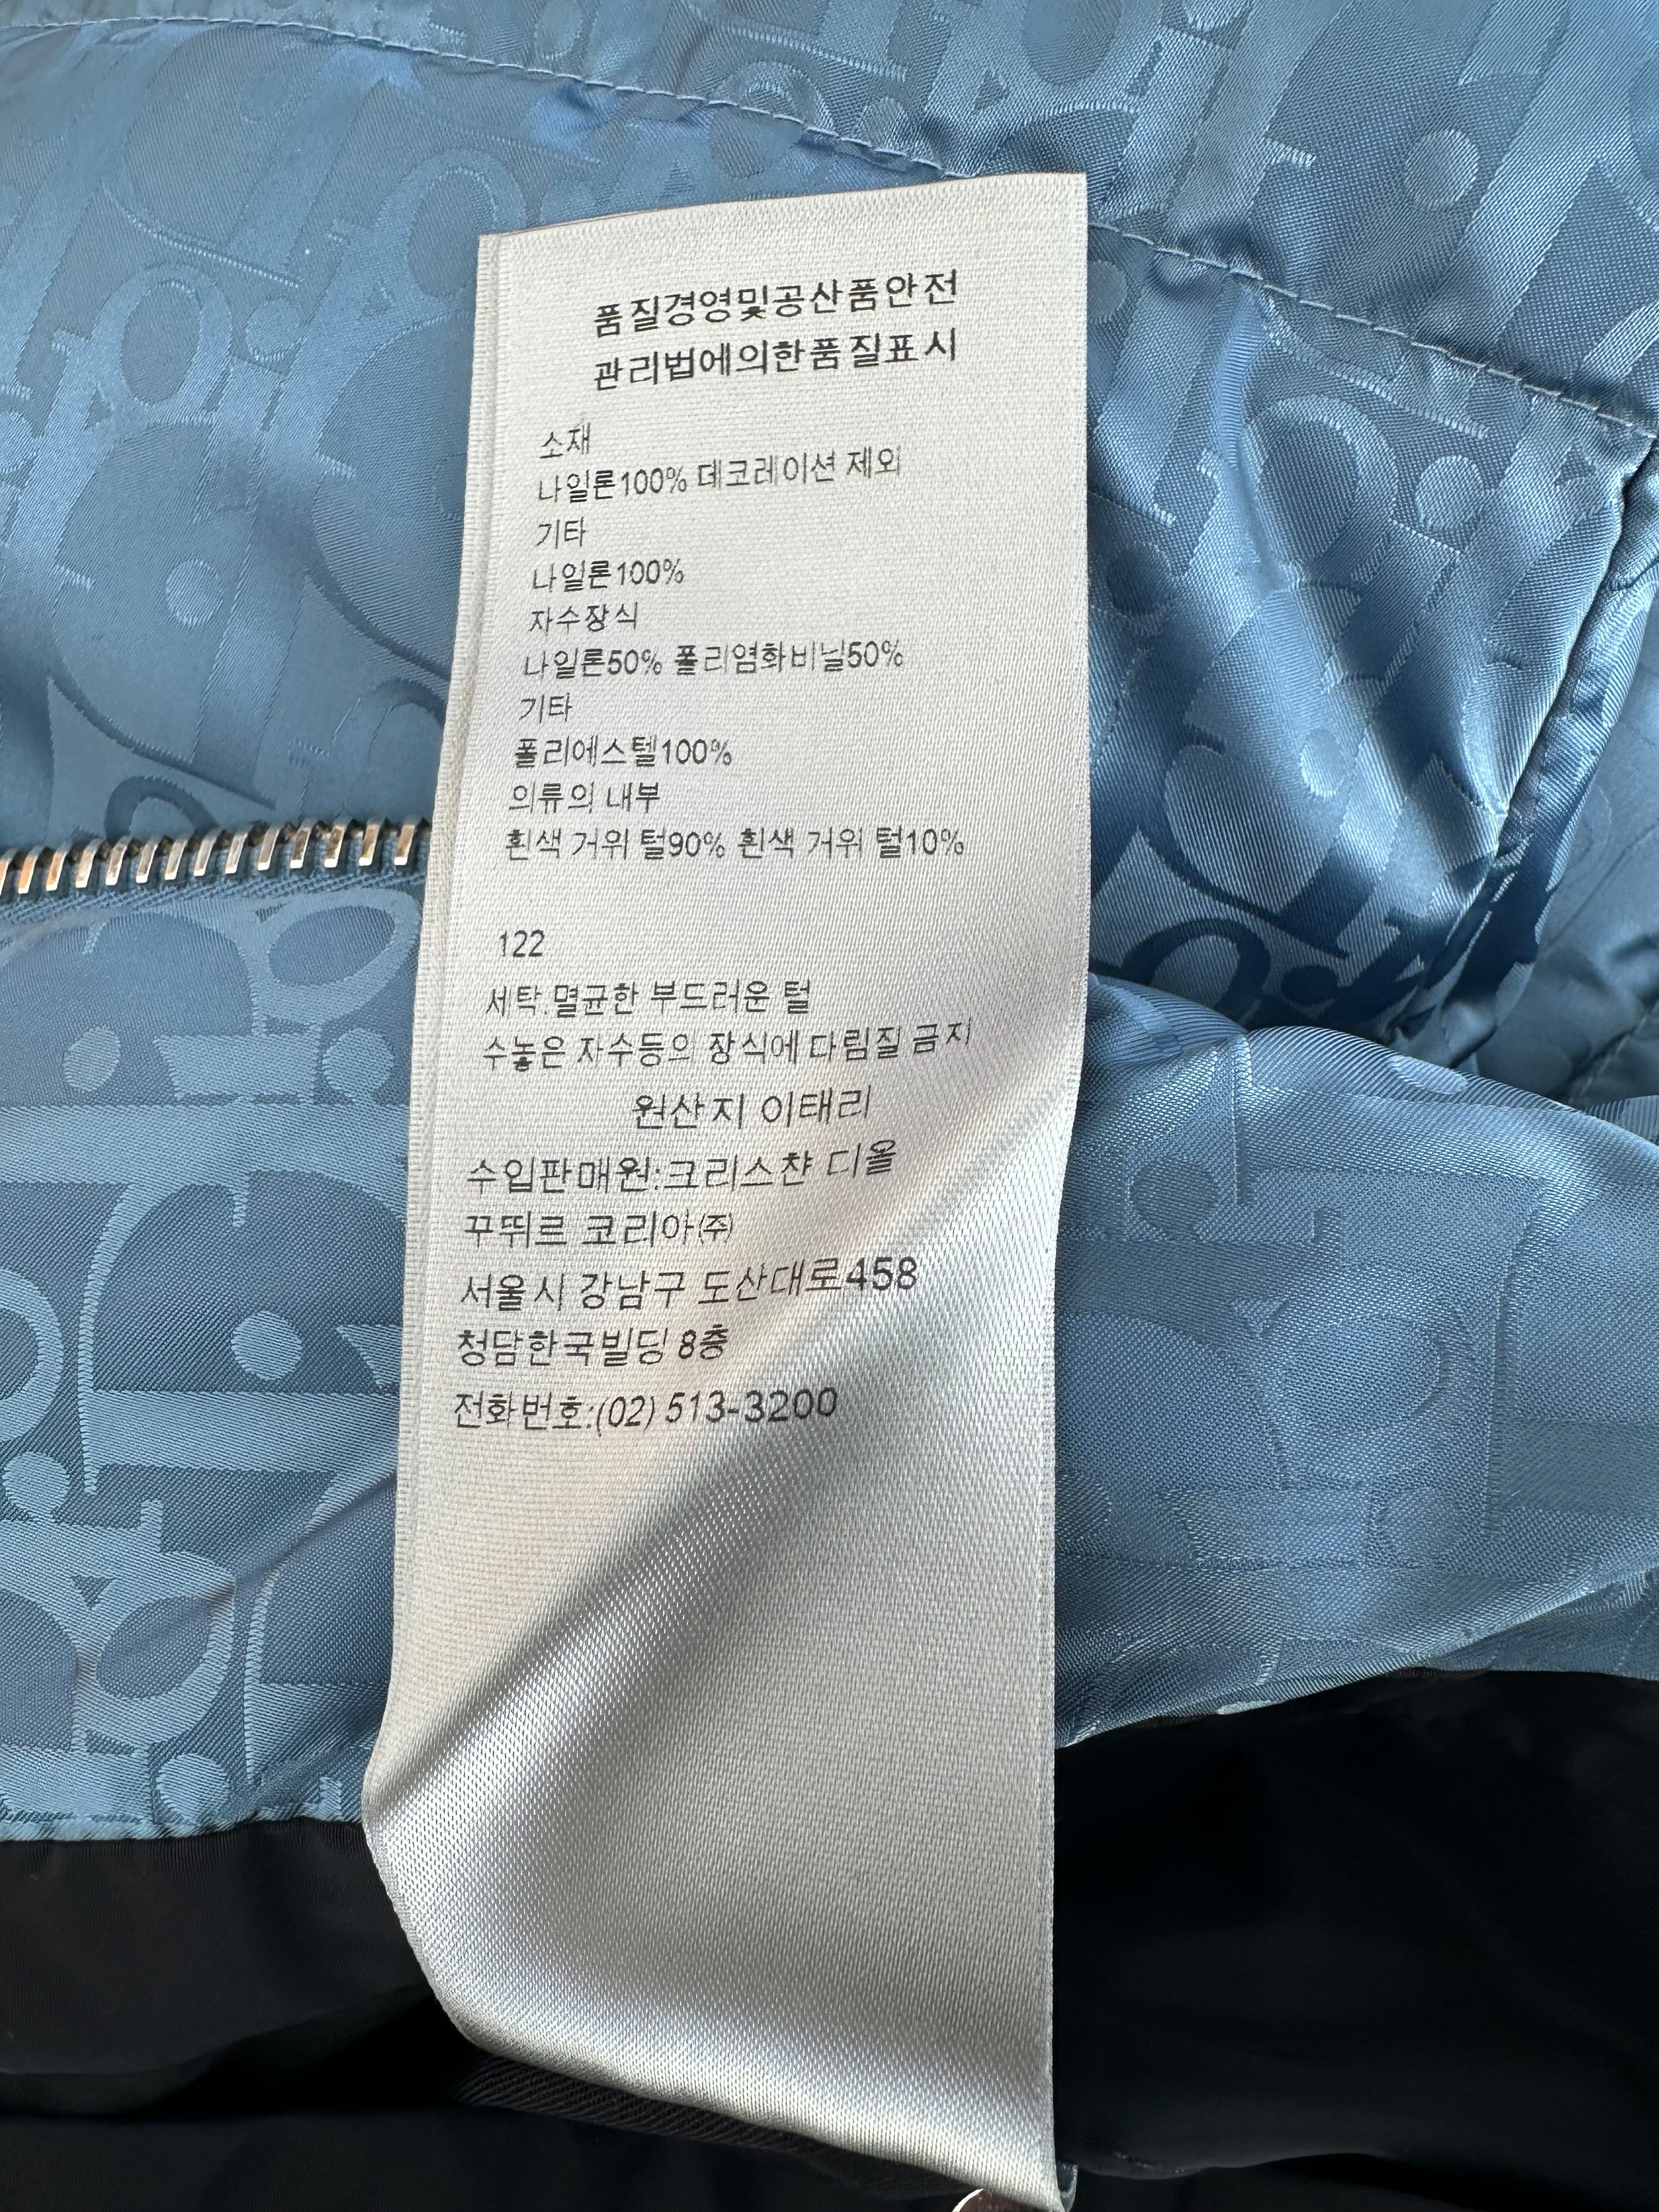 품질경영및공산품안전
관리법에의한품질표시
소재
나일론100% 데코레이션 제외
기타
나일론100%
자수장식
나일론50% 폴리염화비닐50%
기타
폴리에스텔100%
의류의 내부
흰색 거위 털90% 흰색 거위 털10%
122
세탁.멸균한 부드러운 털
수놓은 자수등으 장식에 다림질 금지
원산지 이태리
수입판매원:크리스챤 디올
꾸뛰르 코리아㈜
서울시 강남구 도산대로458
청담한국빌딩 8층
전화번호:(02) 513-3200